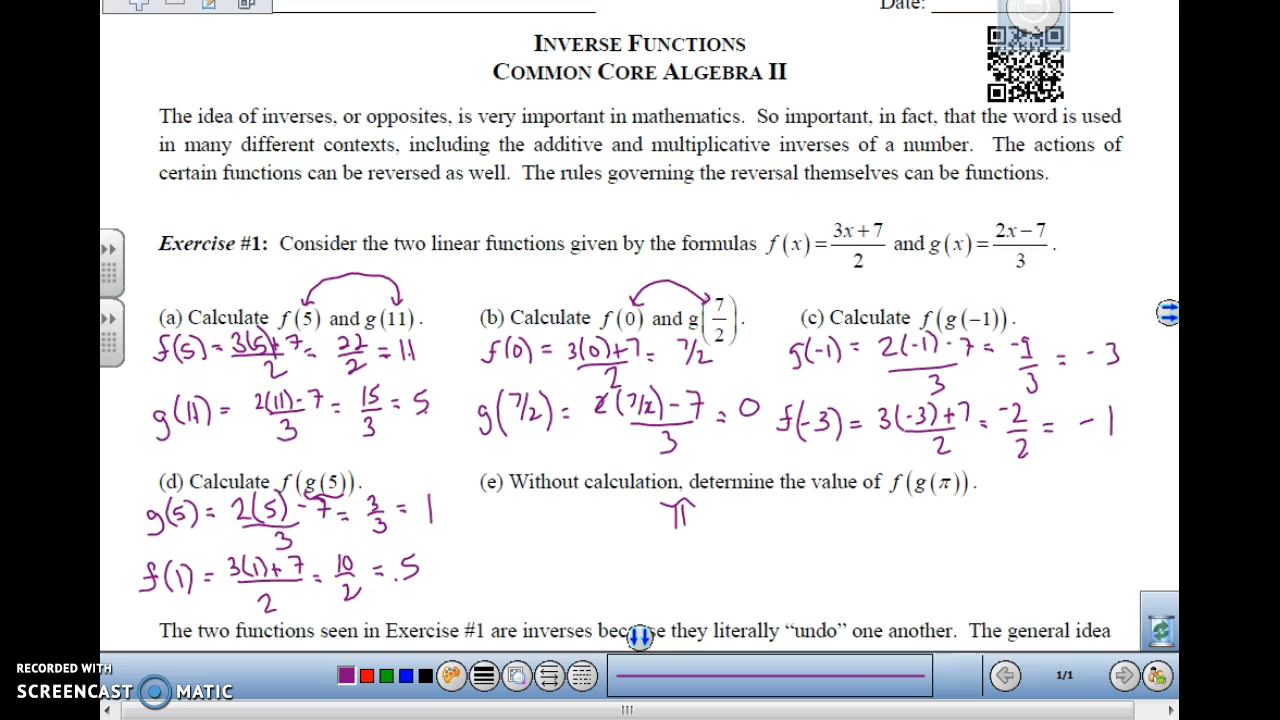 Date:
INVERSE FUNCTIONS
COMMON CORE ALGEBRA II
The idea of inverses, or opposites, is very important in mathematics. So important, in fact, that the word is used
in many different contexts, including the additive and multiplicative inverses of a number. The actions of
certain functions can be reversed as well. The rules governing the reversal themselves can be functions.
Exercise #1: Consider the two linear functions given by the formulas f(x) = (3x+7)/2 and g(x) = (2x−7)/3.
(a) Calculate f(5) and g(11).
f(5) = 3(5)+7/2 = 22/2 = 11
g(11) = 2(11)-7/3 = 15/3 = 5
(b) Calculate f(0) and g(7/2).
f(0) = 3(0)+7/2 = 7/2
g(7/2) = 2(7/2)-7/3 = 0
(c) Calculate f(g(−1)).
g(-1) = 2(-1)-7/3 = -9/3 = -3
f(-3) = 3(-3)+7/2 = -2/2 = -1
(d) Calculate f(g(5)).
g(5) = 2(5)-7/3 = 3/3 = 1
f(1) = 3(1)+7/2 = 10/2 = 5
(e) Without calculation, determine the value of f(g(π)).
π
The two functions seen in Exercise #1 are inverses because they literally “undo” one another. The general idea
RECORDED WITH
SCREENCAST MATIC
1/1